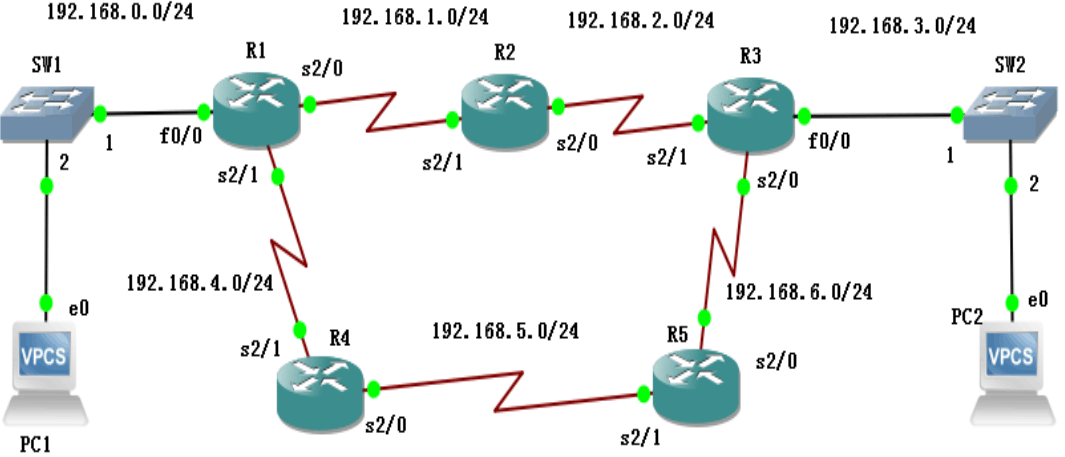 192.168.0.0/24
192.168.1.0/24
192.168.2.0/24
192.168.3.0/24
SW1
R1
R2
R3
SW2
s2/0
1
f0/0
s2/1
s2/1
s2/0
s2/1
f0/0
1
2
s2/0
2
192.168.4.0/24
192.168.6.0/24
e0
e0
VPCS
PC1
192.168.5.0/24
s2/1
R4
s2/0
R5
s2/0
s2/1
PC2
VPCS